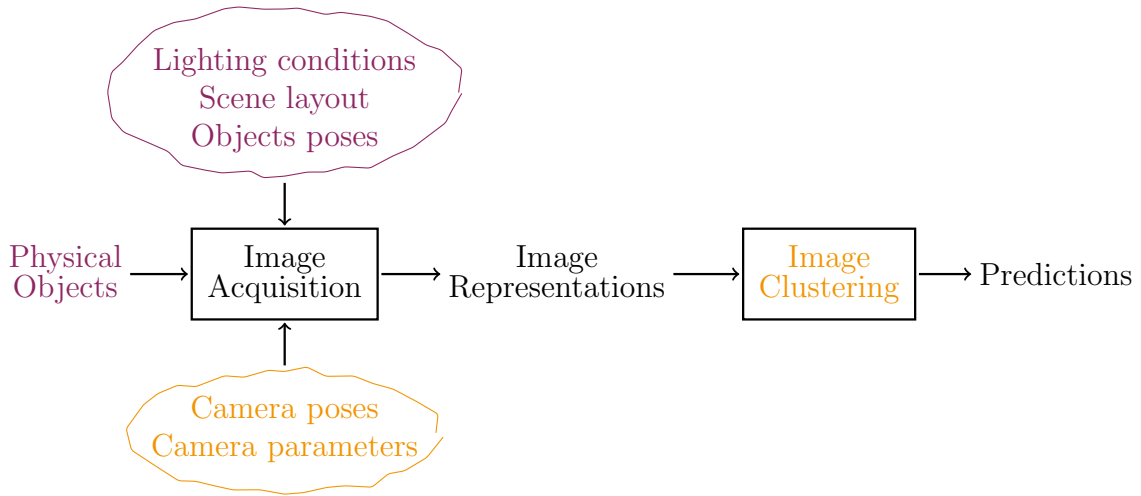 Lighting conditions
Scene layout
Objects poses
Physical
Objects
Image
Acquisition
Image
Representations
Image
Clustering
Predictions
Camera poses
Camera parameters